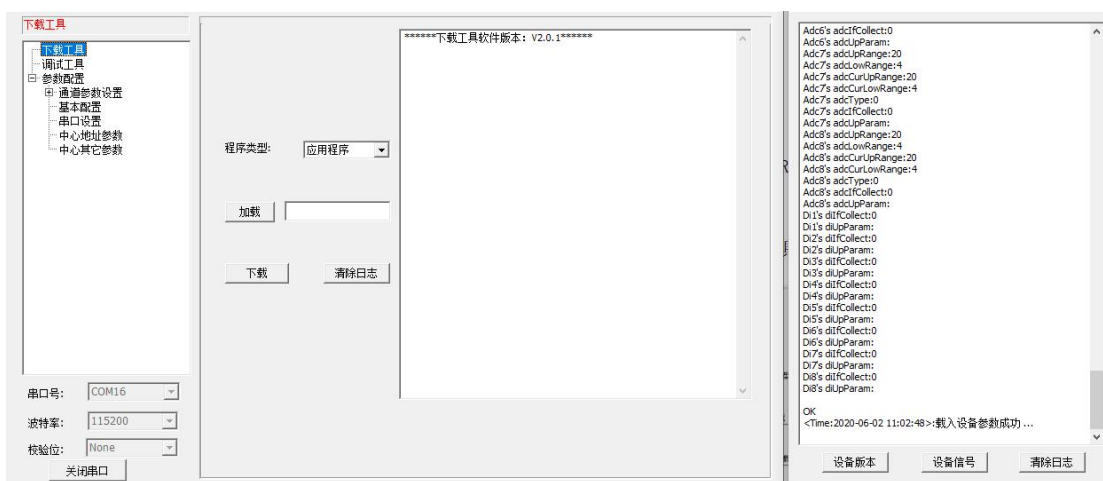 下载工具
下载工具
调试工具
参数配置
通道参数设置
基本配置
串口设置
中心地址参数
中心其它参数
串口号: COM16
波特率: 115200
校验位: None
关闭串口
程序类型: 应用程序
加载
下载 清除日志
******下载工具软件版本: V2.0.1******
Adc6's adcIfCollect:0
Adc6's adcUpParam:
Adc7's adcUpRange:20
Adc7's adcLowRange:4
Adc7's adcCurUpRange:20
Adc7's adcCurLowRange:4
Adc7's adcType:0
Adc7's adcIfCollect:0
Adc7's adcUpParam:
Adc8's adcUpRange:20
Adc8's adcLowRange:4
Adc8's adcCurUpRange:20
Adc8's adcCurLowRange:4
Adc8's adcType:0
Adc8's adcIfCollect:0
Adc8's adcUpParam:
Di1's diIfCollect:0
Di1's diUpParam:
Di2's diIfCollect:0
Di2's diUpParam:
Di3's diIfCollect:0
Di3's diUpParam:
Di4's diIfCollect:0
Di4's diUpParam:
Di5's diIfCollect:0
Di5's diUpParam:
Di6's diIfCollect:0
Di6's diUpParam:
Di7's diIfCollect:0
Di7's diUpParam:
Di8's diIfCollect:0
Di8's diUpParam:
OK
<Time:2020-06-02 11:02:48>:载入设备参数成功 ...
设备版本 设备信号 清除日志